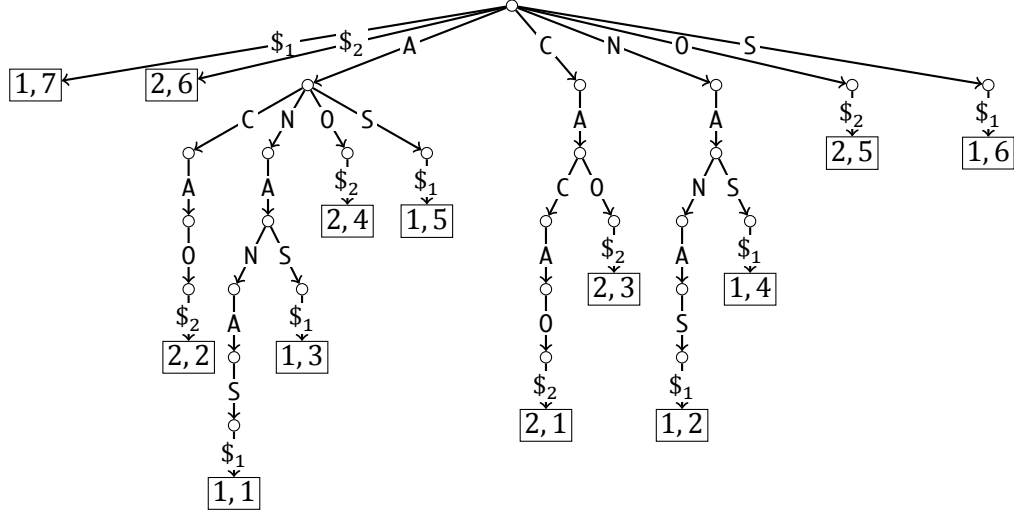 $₁ $₂ A C N O S
1, 7 2, 6
C N O S A A $₂ $₁
2, 5 1, 6
A A $₂ $₁ C O N S
2, 4 1, 5
O N S A $₂ A $₁
2, 3 1, 4
$₂ A $₁ O S
2, 2 1, 3
S $₂ $₁
2, 1 1, 2
$₁
1, 1